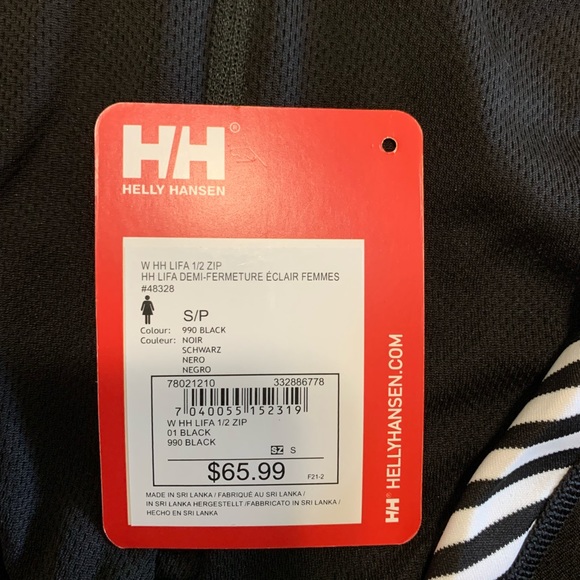 H/H®
HELLY HANSEN
W HH LIFA 1/2 ZIP
HH LIFA DEMI-FERMETURE ÉCLAIR FEMMES
#48328
S/P
Colour: 990 BLACK
Couleur: NOIR
SCHWARZ
NERO
NEGRO
78021210 332886778
7 040055 152319
W HH LIFA 1/2 ZIP
01 BLACK
990 BLACK
SZ S
$65.99
F21-2
MADE IN SRI LANKA / FABRIQUÉ AU SRI LANKA /
IN SRI LANKA HERGESTELLT /FABBRICATO IN SRI LANKA /
HECHO EN SRI LANKA
H/H HELLYHANSEN.COM